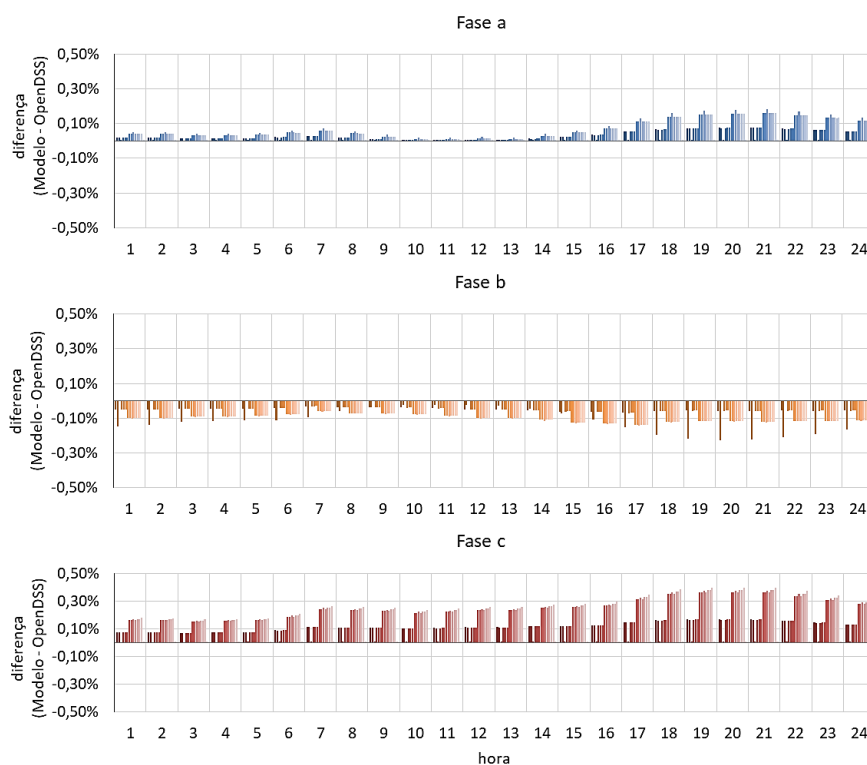 Fase a
diferença
(Modelo - OpenDSS)
0,50%
0,30%
0,10%
-0,10%
-0,30%
-0,50%
1 2 3 4 5 6 7 8 9 10 11 12 13 14 15 16 17 18 19 20 21 22 23 24
Fase b
diferença
(Modelo - OpenDSS)
0,50%
0,30%
0,10%
-0,10%
-0,30%
-0,50%
1 2 3 4 5 6 7 8 9 10 11 12 13 14 15 16 17 18 19 20 21 22 23 24
Fase c
diferença
(Modelo - OpenDSS)
0,50%
0,30%
0,10%
-0,10%
-0,30%
-0,50%
1 2 3 4 5 6 7 8 9 10 11 12 13 14 15 16 17 18 19 20 21 22 23 24
hora